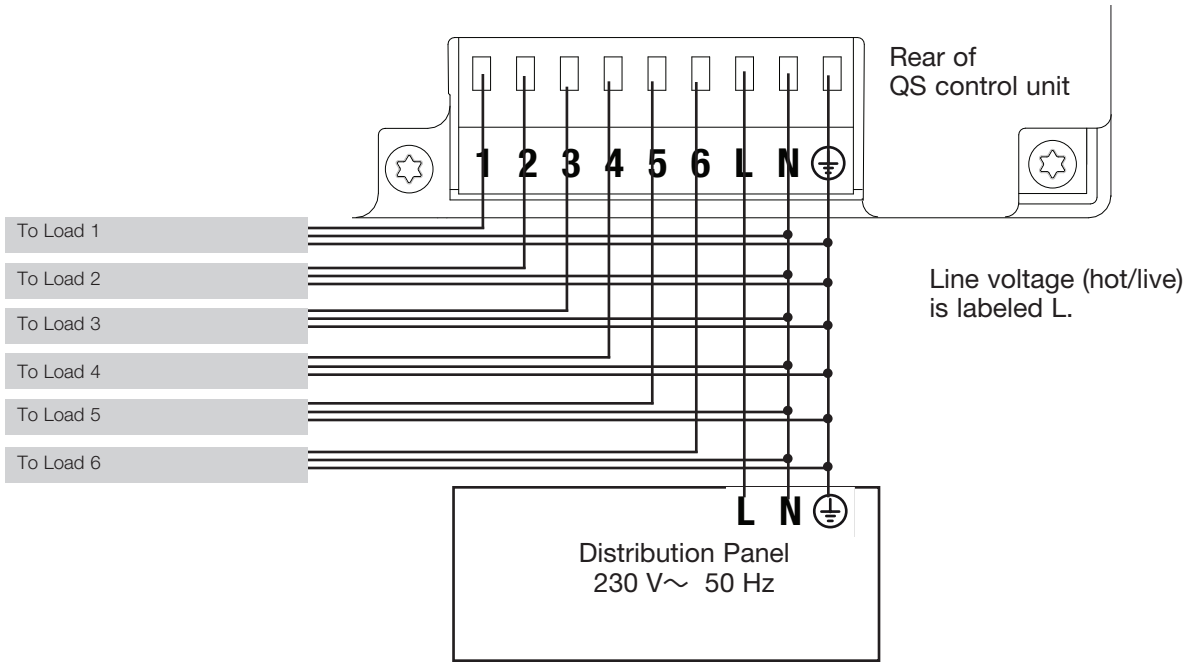 Rear of
QS control unit
1 2 3 4 5 6 L N ⏚
To Load 1
To Load 2
To Load 3
To Load 4
To Load 5
To Load 6
Line voltage (hot/live)
is labeled L.
L N ⏚
Distribution Panel
230 V～ 50 Hz